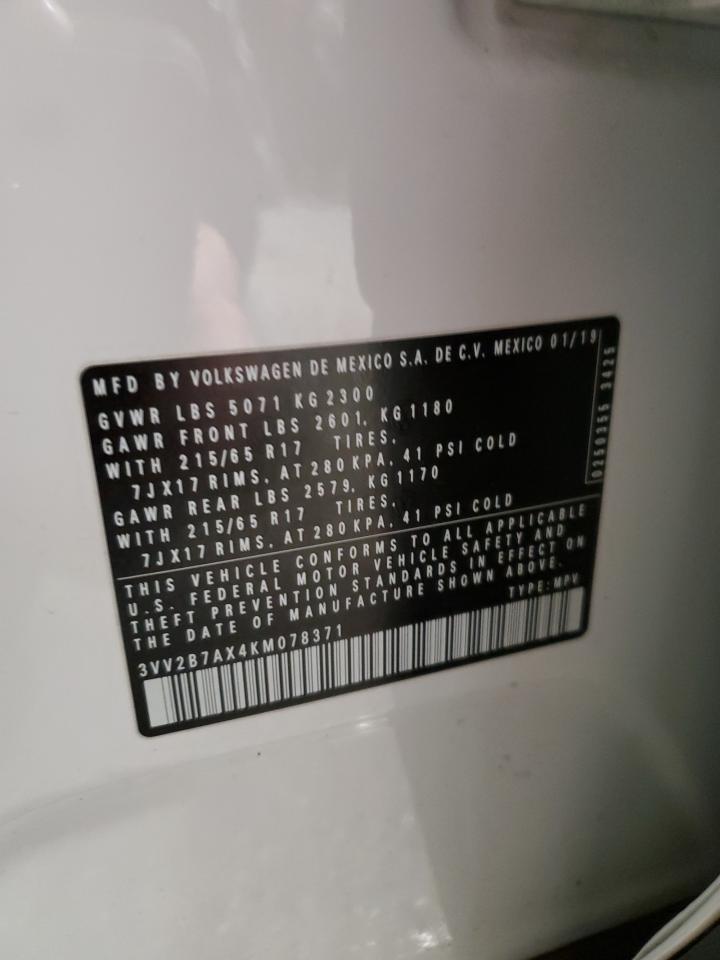 MFD BY VOLKSWAGEN DE MEXICO S.A. DE C.V. MEXICO 01/19
GVWR LBS 5071 KG 2300
GAWR FRONT LBS 2601, KG 1180
WITH 215/65 R17 TIRES,
7JX17 RIMS, AT 280 KPA, 41 PSI COLD
GAWR REAR LBS 2579, KG 1170
WITH 215/65 R17 TIRES,
7JX17 RIMS, AT 280 KPA, 41 PSI COLD
0250355 3425
THIS VEHICLE CONFORMS TO ALL APPLICABLE
U.S. FEDERAL MOTOR VEHICLE SAFETY AND
THEFT PREVENTION STANDARDS IN EFFECT ON
THE DATE OF MANUFACTURE SHOWN ABOVE.
TYPE: MPV
3VV2B7AX4KM078371